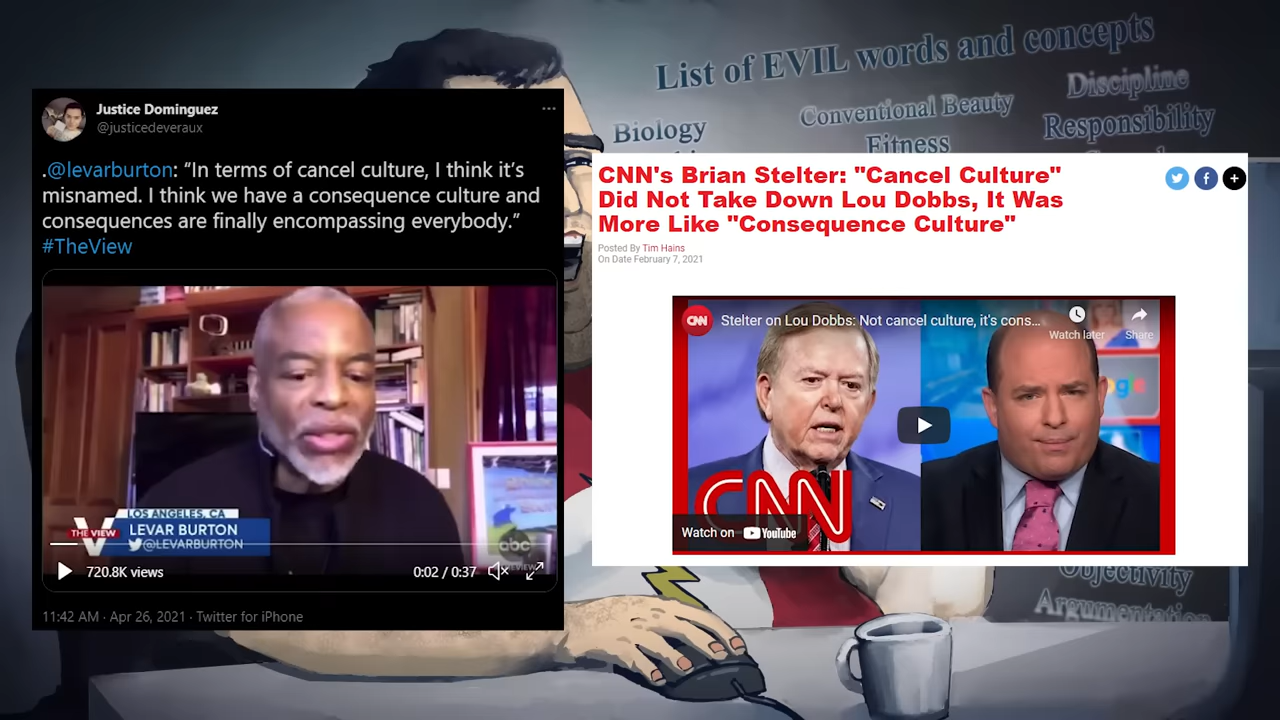 List of EVIL words and concepts
Discipline
Conventional Beauty
Biology
Responsibility
Fitness
Justice Dominguez
@justicedeveraux
.@levarburton: “In terms of cancel culture, I think it’s
misnamed. I think we have a consequence culture and
consequences are finally encompassing everybody.”
#TheView
LOS ANGELES, CA
THE VIEW
LEVAR BURTON
@LEVARBURTON
abc
720.8K views
0:02 / 0:37
11:42 AM · Apr 26, 2021 · Twitter for iPhone
CNN's Brian Stelter: "Cancel Culture"
Did Not Take Down Lou Dobbs, It Was
More Like "Consequence Culture"
Posted By Tim Hains
On Date February 7, 2021
CNN
Stelter on Lou Dobbs: Not cancel culture, it's cons...
Watch later
Share
CNN
Watch on YouTube
Objectivity
Argumentation